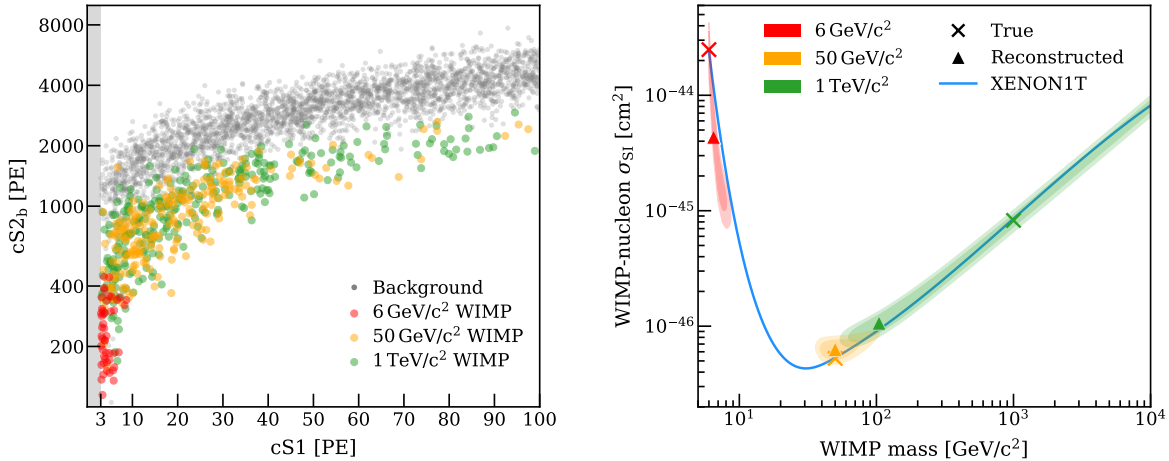 8000
4000
2000
1000
400
200
cS2b [PE]
3 10 20 30 40 50 60 70 80 90 100
cS1 [PE]
Background
6 GeV/c² WIMP
50 GeV/c² WIMP
1 TeV/c² WIMP
10⁻⁴⁴
10⁻⁴⁵
10⁻⁴⁶
WIMP-nucleon σSI [cm²]
10¹ 10² 10³ 10⁴
WIMP mass [GeV/c²]
6 GeV/c²
50 GeV/c²
1 TeV/c²
True
Reconstructed
XENON1T